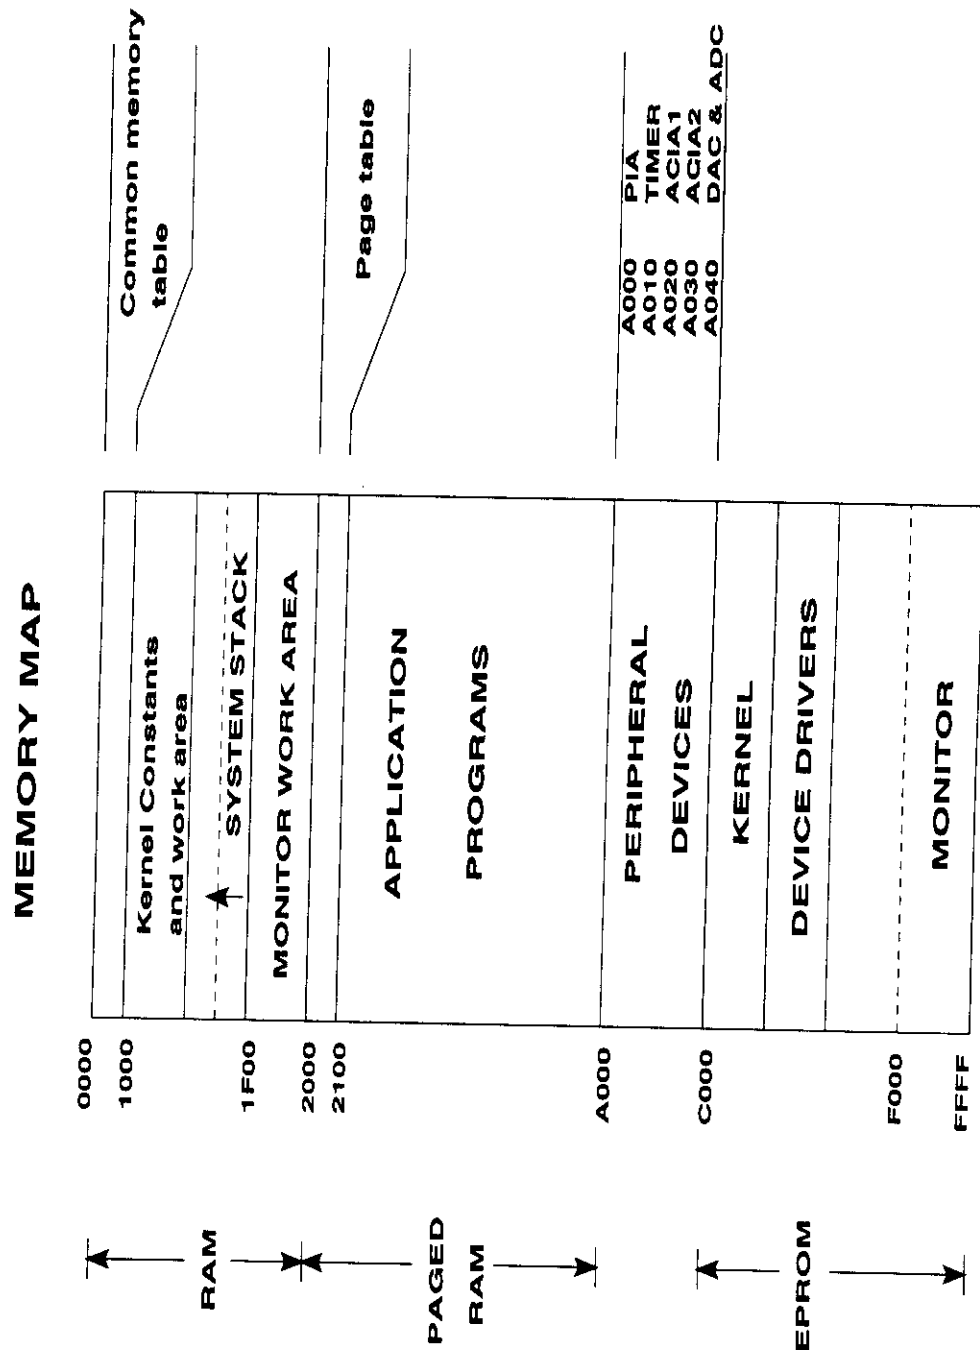 MEMORY MAP
0000
1000
1F00
2000
2100
A000
C000
F000
FFFF
RAM
PAGED
RAM
EPROM
Kernel Constants
and work area
SYSTEM STACK
MONITOR WORK AREA
APPLICATION
PROGRAMS
PERIPHERAL
DEVICES
KERNEL
DEVICE DRIVERS
MONITOR
Common memory
table
Page table
A000 PIA
A010 TIMER
A020 ACIA1
A030 ACIA2
A040 DAC & ADC